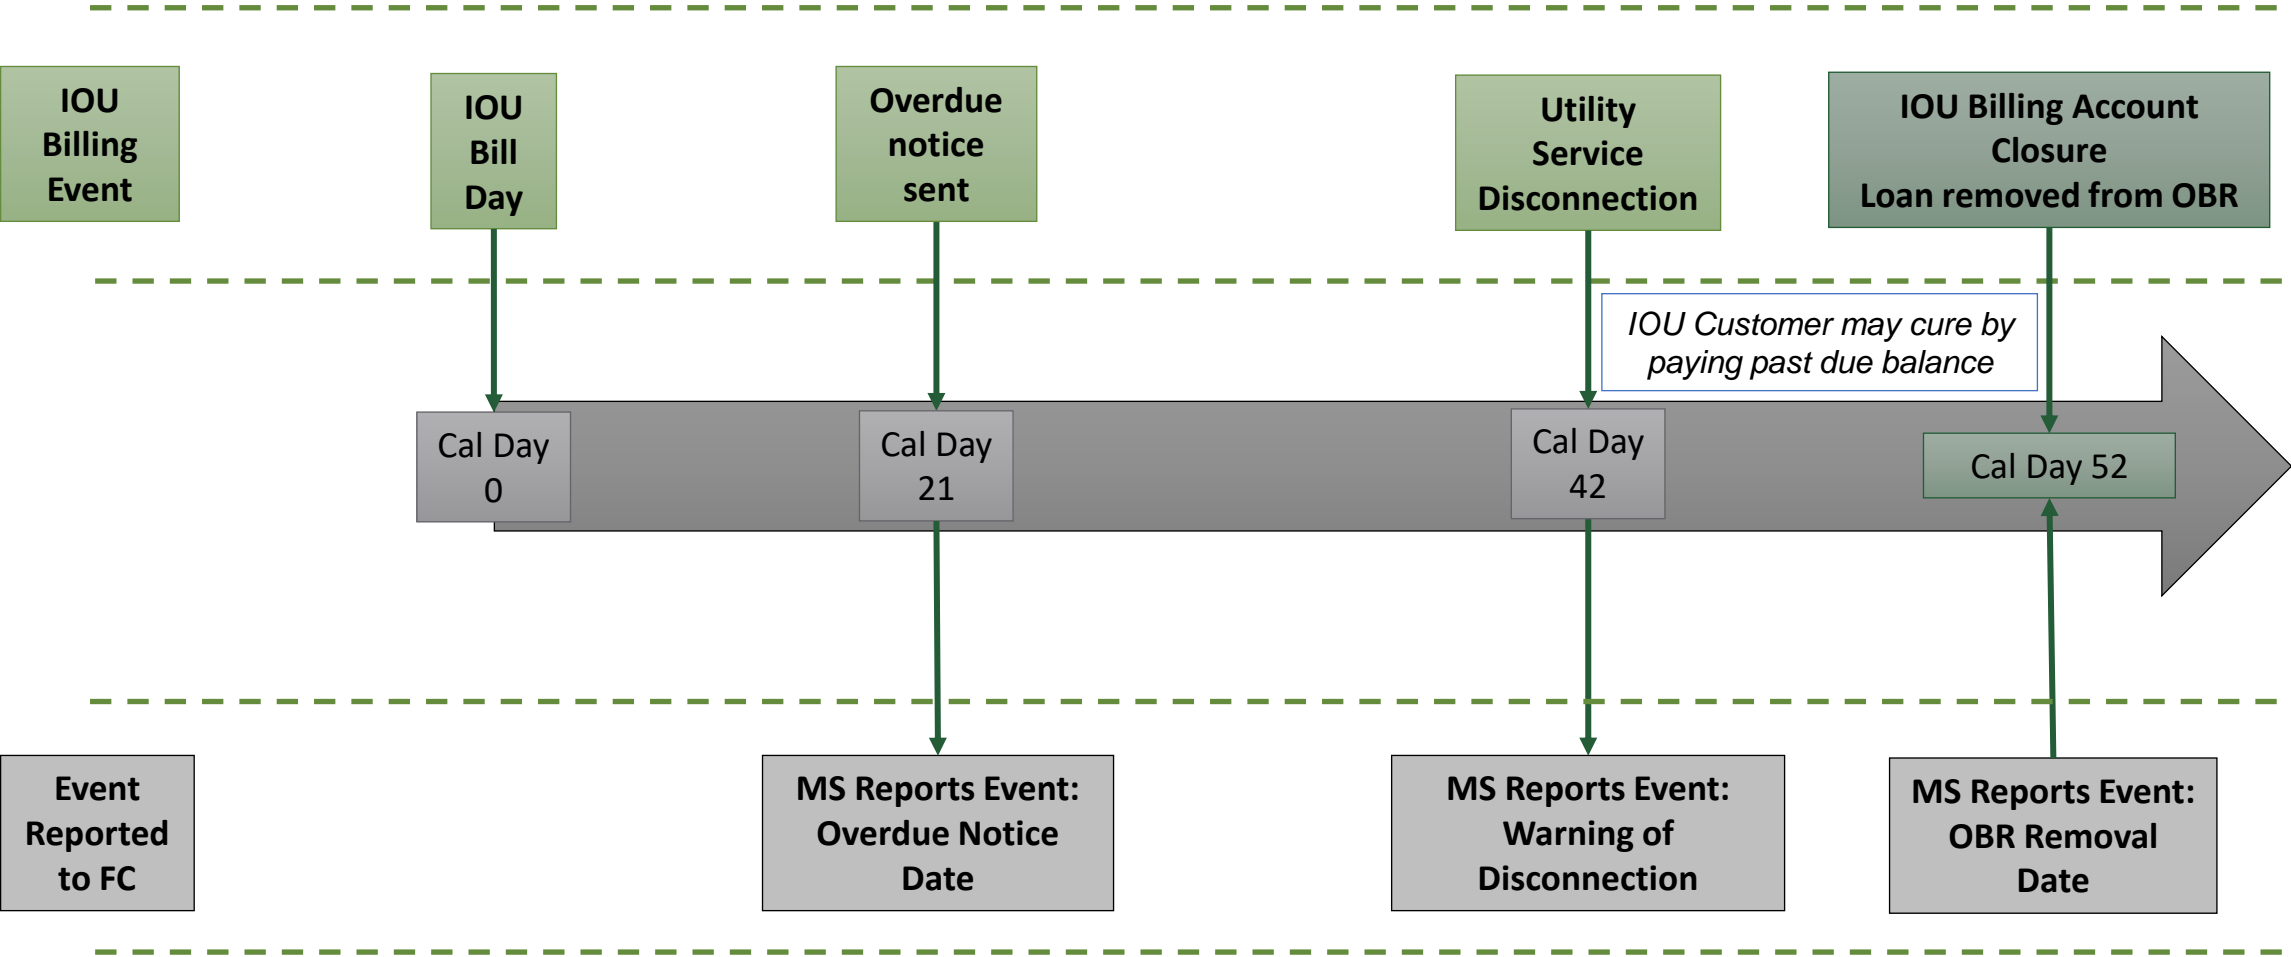 IOU
Billing
Event
IOU
Bill
Day
Overdue
notice
sent
Utility
Service
Disconnection
IOU Billing Account
Closure
Loan removed from OBR
IOU Customer may cure by
paying past due balance
Cal Day
0
Cal Day
21
Cal Day
42
Cal Day 52
Event
Reported
to FC
MS Reports Event:
Overdue Notice
Date
MS Reports Event:
Warning of
Disconnection
MS Reports Event:
OBR Removal
Date